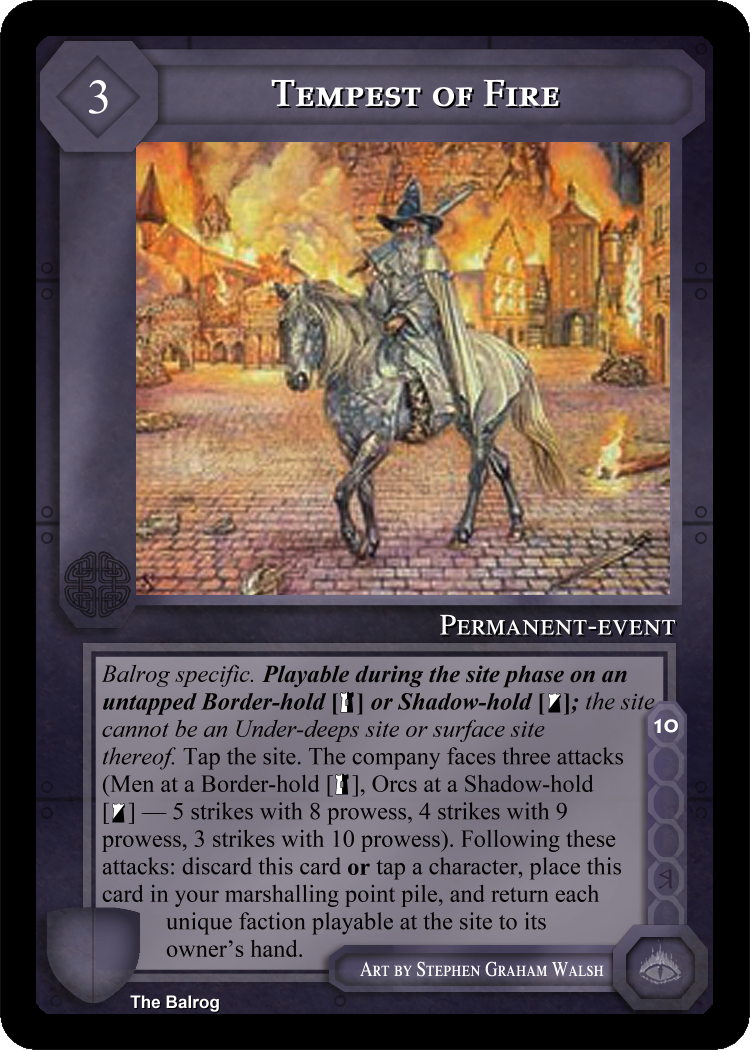 3
Tempest of Fire
Permanent-event
Balrog specific. Playable during the site phase on an
untapped Border-hold [] or Shadow-hold []; the site
cannot be an Under-deeps site or surface site
thereof. Tap the site. The company faces three attacks
(Men at a Border-hold [], Orcs at a Shadow-hold
[] — 5 strikes with 8 prowess, 4 strikes with 9
prowess, 3 strikes with 10 prowess). Following these
attacks: discard this card or tap a character, place this
card in your marshalling point pile, and return each
unique faction playable at the site to its
owner's hand.
10
Art by Stephen Graham Walsh
The Balrog